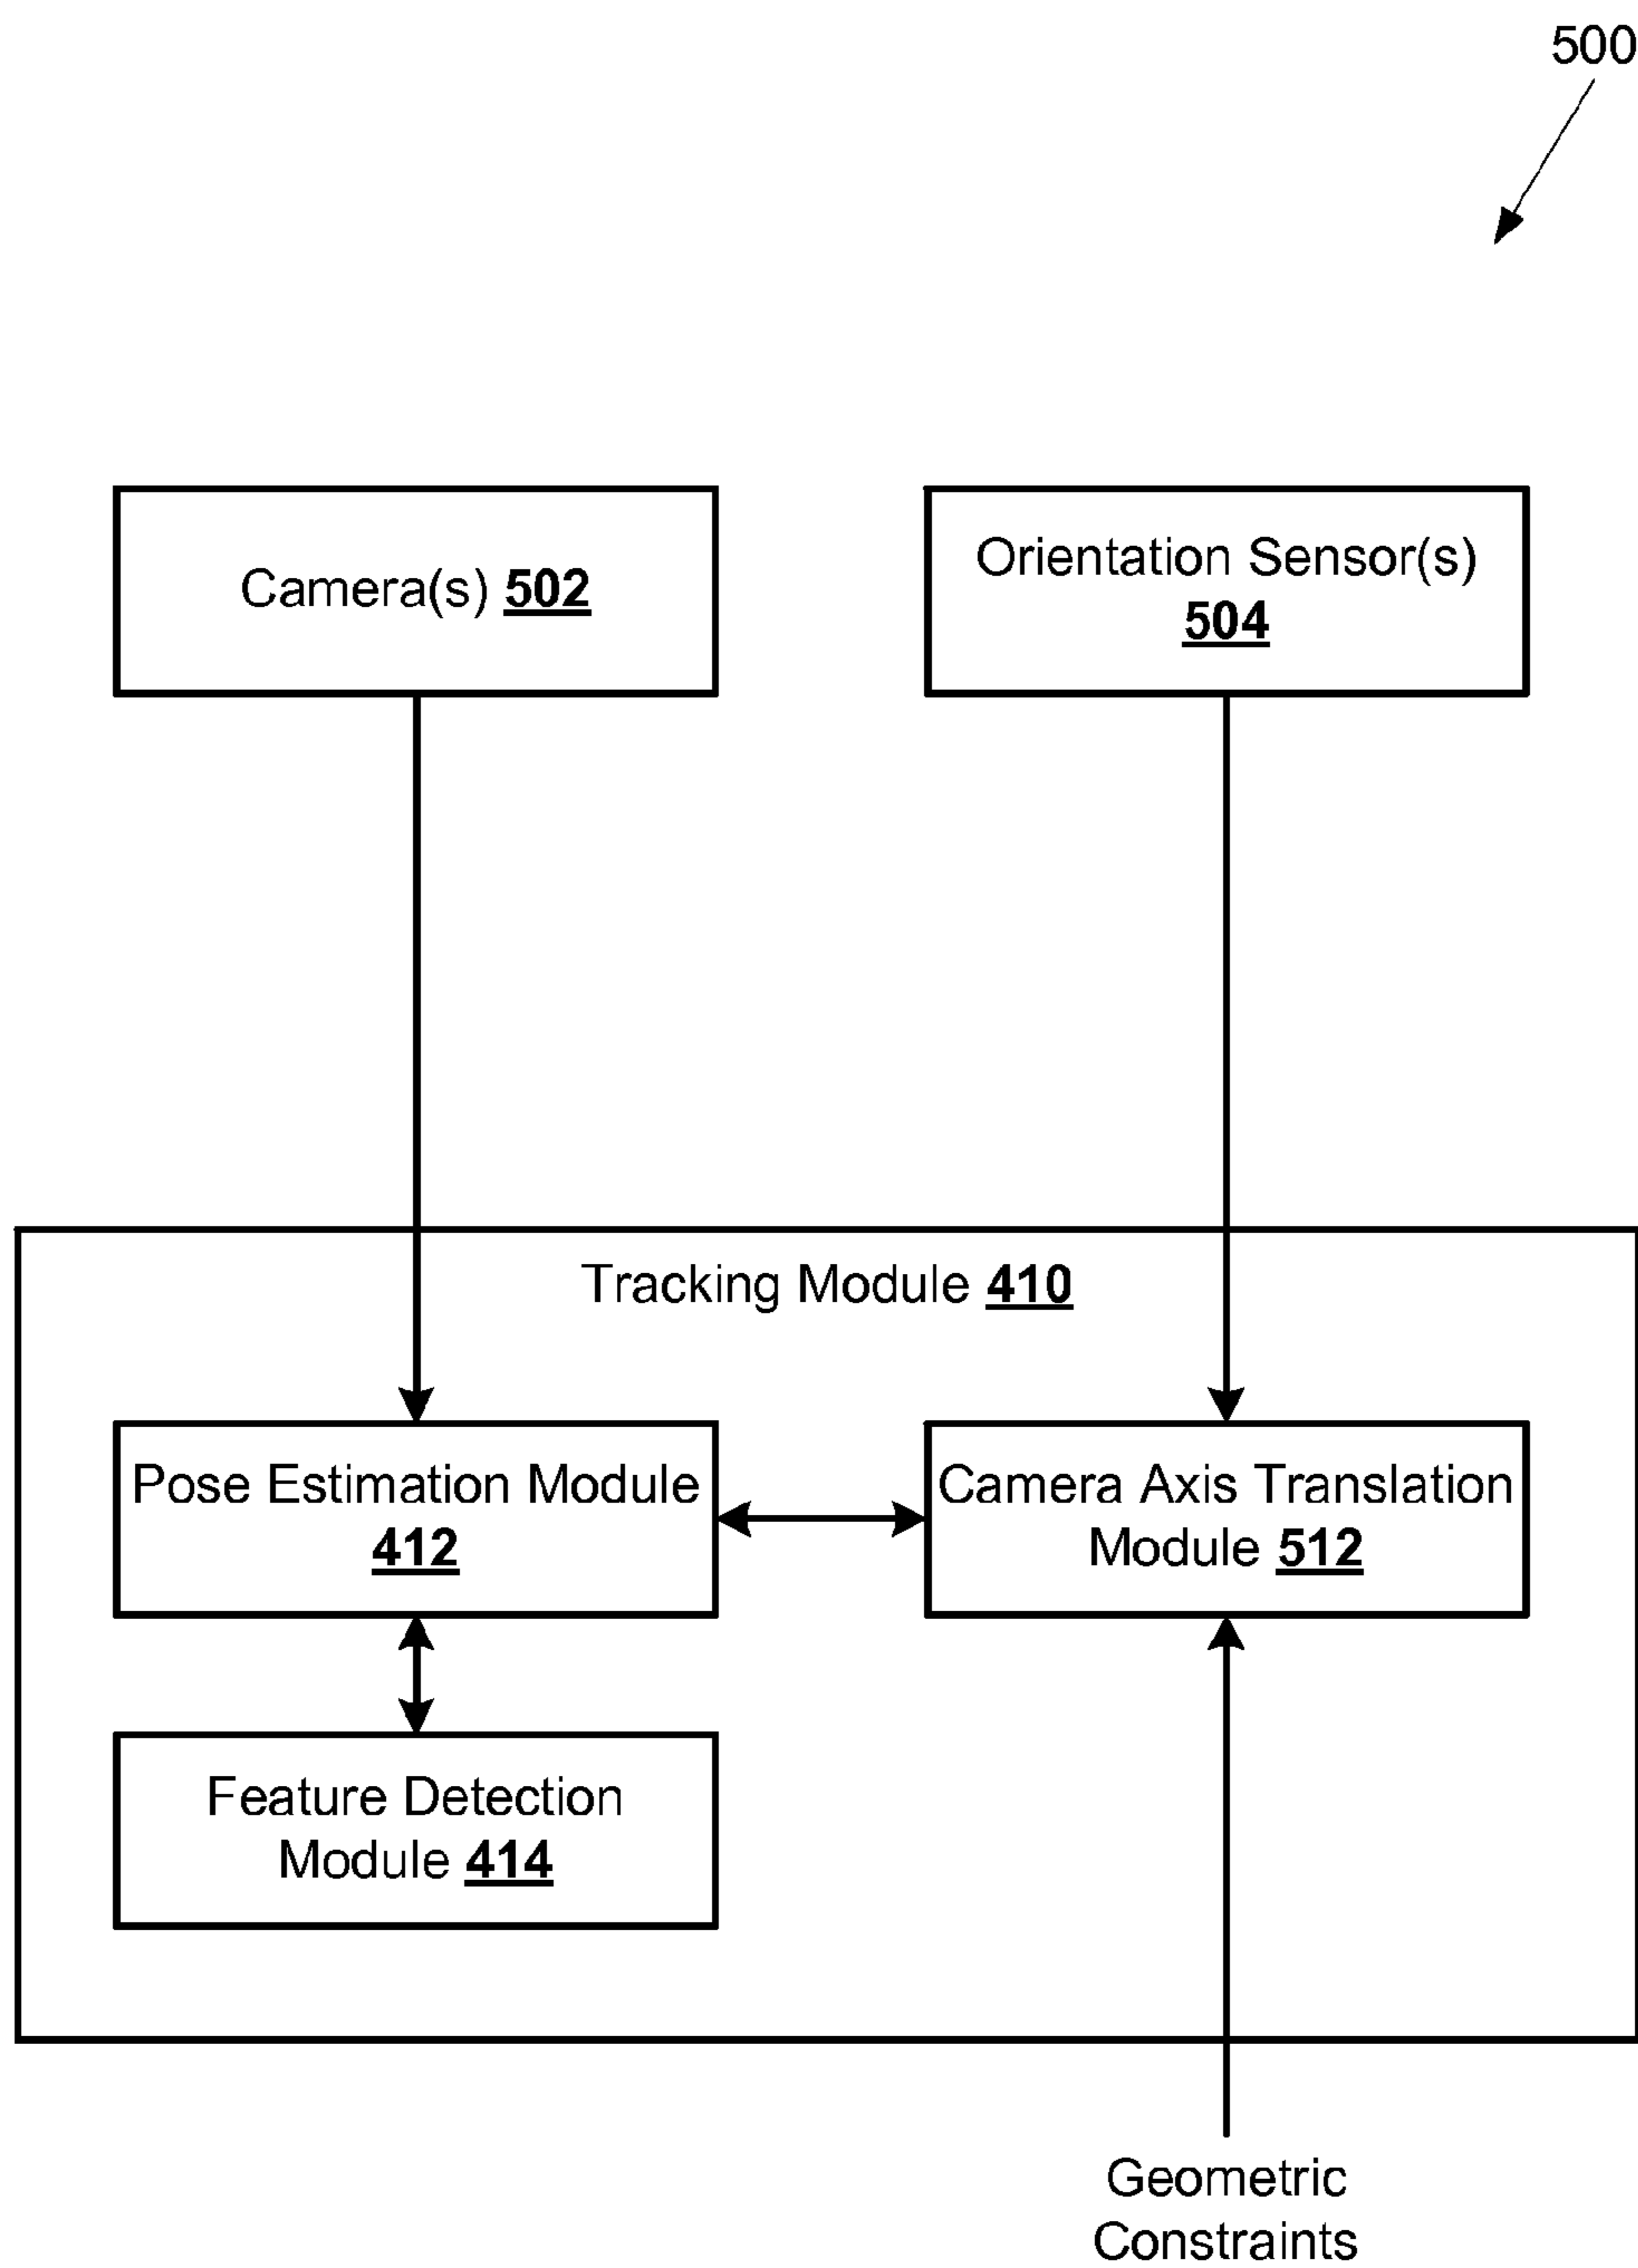 500
Camera(s) 502
Orientation Sensor(s)
504
Tracking Module 410
Pose Estimation Module
412
Camera Axis Translation
Module 512
Feature Detection
Module 414
Geometric
Constraints